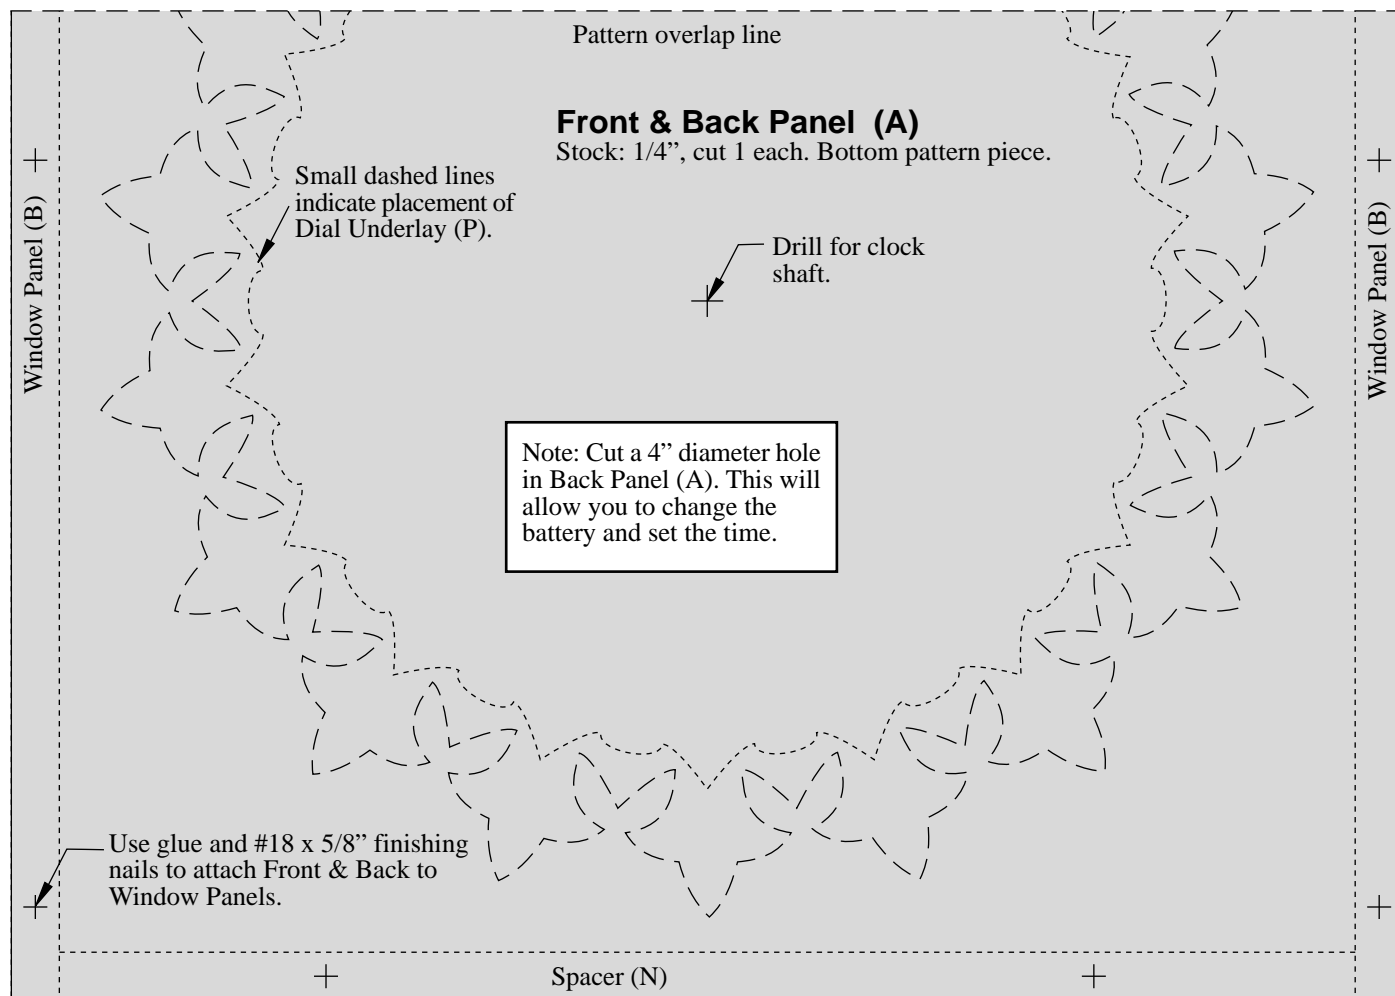 Pattern overlap line
Front & Back Panel (A)
Stock: 1/4”, cut 1 each. Bottom pattern piece.
Small dashed lines
indicate placement of
Dial Underlay (P).
Window Panel (B)
Drill for clock
shaft.
Window Panel (B)
Note: Cut a 4” diameter hole
in Back Panel (A). This will
allow you to change the
battery and set the time.
Use glue and #18 x 5/8” finishing
nails to attach Front & Back to
Window Panels.
Spacer (N)